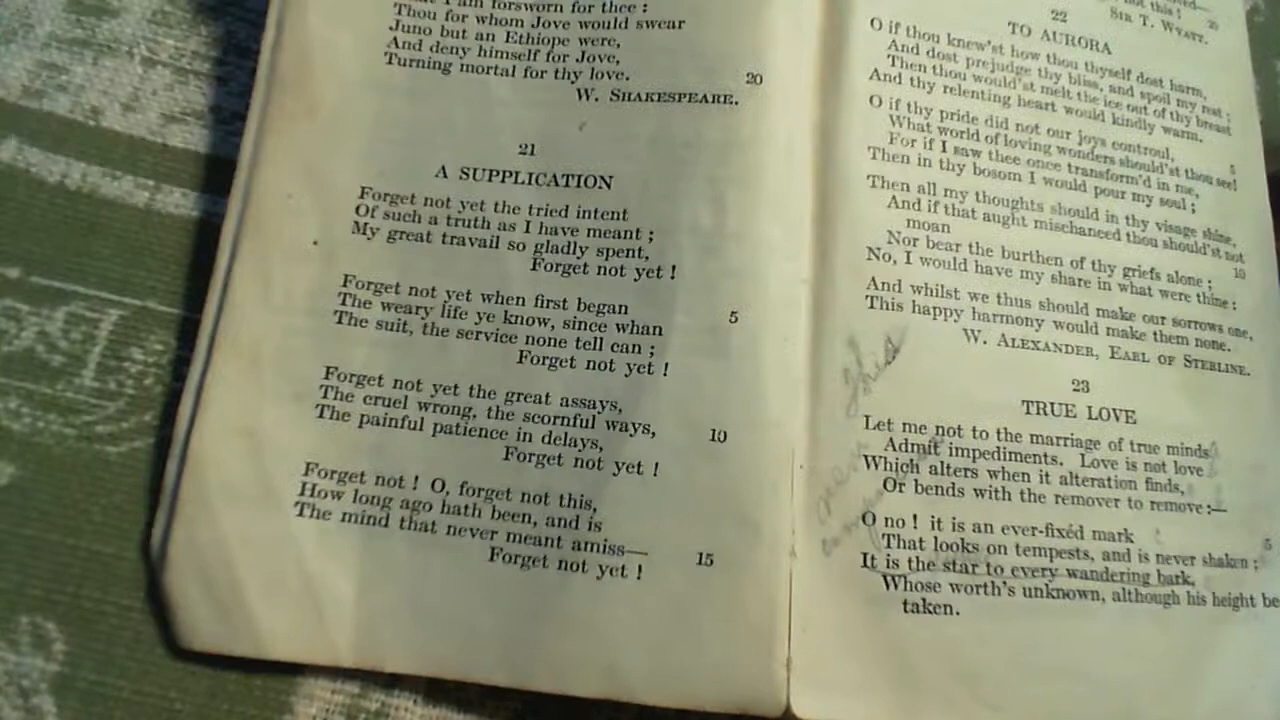 I am forsworn for thee :
Thou for whom Jove would swear
Juno but an Ethiope were,
And deny himself for Jove,
Turning mortal for thy love.
20
W. SHAKESPEARE.
21
A SUPPLICATION
Forget not yet the tried intent
Of such a truth as I have meant ;
My great travail so gladly spent,
Forget not yet !
Forget not yet when first began
The weary life ye know, since whan
5
The suit, the service none tell can ;
Forget not yet !
Forget not yet the great assays,
The cruel wrong, the scornful ways,
10
The painful patience in delays,
Forget not yet !
Forget not ! O, forget not this,
How long ago hath been, and is
The mind that never meant amiss—
15
Forget not yet !
not this !
20
SIR T. WYATT.
22
TO AURORA
O if thou knew'st how thou thyself dost harm,
And dost prejudge thy bliss, and spoil my rest ;
Then thou would'st melt the ice out of thy breast
And thy relenting heart would kindly warm.
O if thy pride did not our joys controul,
5
What world of loving wonders should'st thou see!
For if I saw thee once transform'd in me,
Then in thy bosom I would pour my soul ;
Then all my thoughts should in thy visage shine,
And if that aught mischanced thou should'st not
moan
10
Nor bear the burthen of thy griefs alone ;
No, I would have my share in what were thine :
And whilst we thus should make our sorrows one,
This happy harmony would make them none.
W. ALEXANDER, EARL OF STERLINE.
23
TRUE LOVE
Let me not to the marriage of true minds
Admit impediments. Love is not love
Which alters when it alteration finds,
Or bends with the remover to remove :—
O no ! it is an ever-fixéd mark
5
That looks on tempests, and is never shaken ;
It is the star to every wandering bark,
Whose worth's unknown, although his height be
taken.